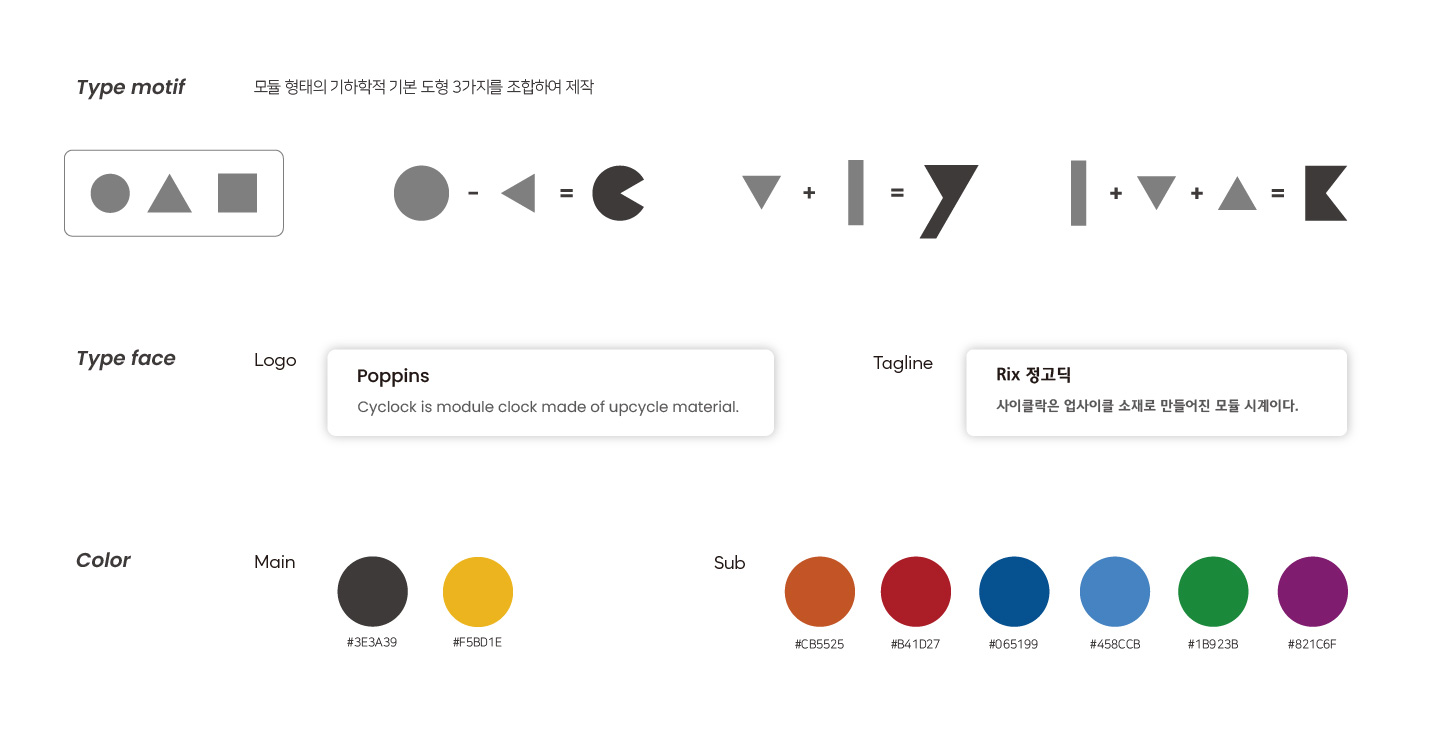 Type motif 모듈 형태의 기하학적 기본 도형 3가지를 조합하여 제작
- = + = + + =
Type face Logo
Poppins
Cyclock is module clock made of upcycle material.
Tagline
Rix 정고딕
사이클락은 업사이클 소재로 만들어진 모듈 시계이다.
Color Main
#3E3A39 #F5BD1E
Sub
#CB5525 #B41D27 #065199 #458CCB #1B923B #821C6F